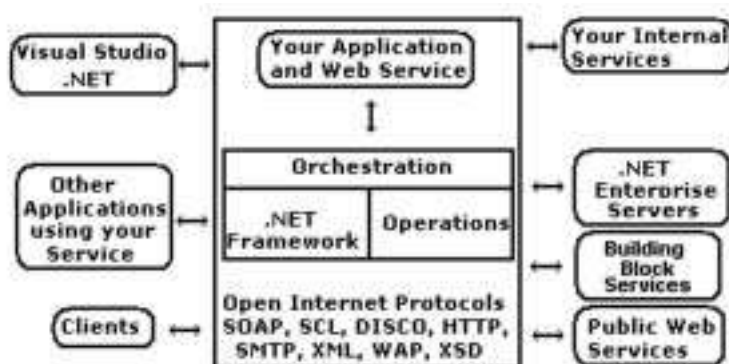 Visual Studio
.NET
Your Application
and Web Service
Your Internal
Services
Other
Applications
using your
Service
Orchestration
.NET
Framework
Operations
.NET
Enterprise
Servers
Building
Block
Services
Clients
Open Internet Protocols
SOAP, SCL, DISCO, HTTP,
SMTP, XML, WAP, XSD
Public Web
Services